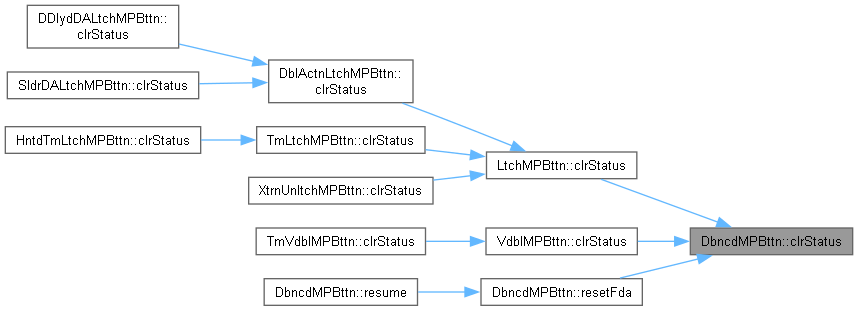 DDlydDALtchMPBttn::
clrStatus
DblActnLtchMPBttn::
clrStatus
SldrDALtchMPBttn::clrStatus
HntdTmLtchMPBttn::clrStatus
TmLtchMPBttn::clrStatus
LtchMPBttn::clrStatus
XtrnUnltchMPBttn::clrStatus
DbncdMPBttn::clrStatus
TmVdblMPBttn::clrStatus
VdblMPBttn::clrStatus
DbncdMPBttn::resume
DbncdMPBttn::resetFda